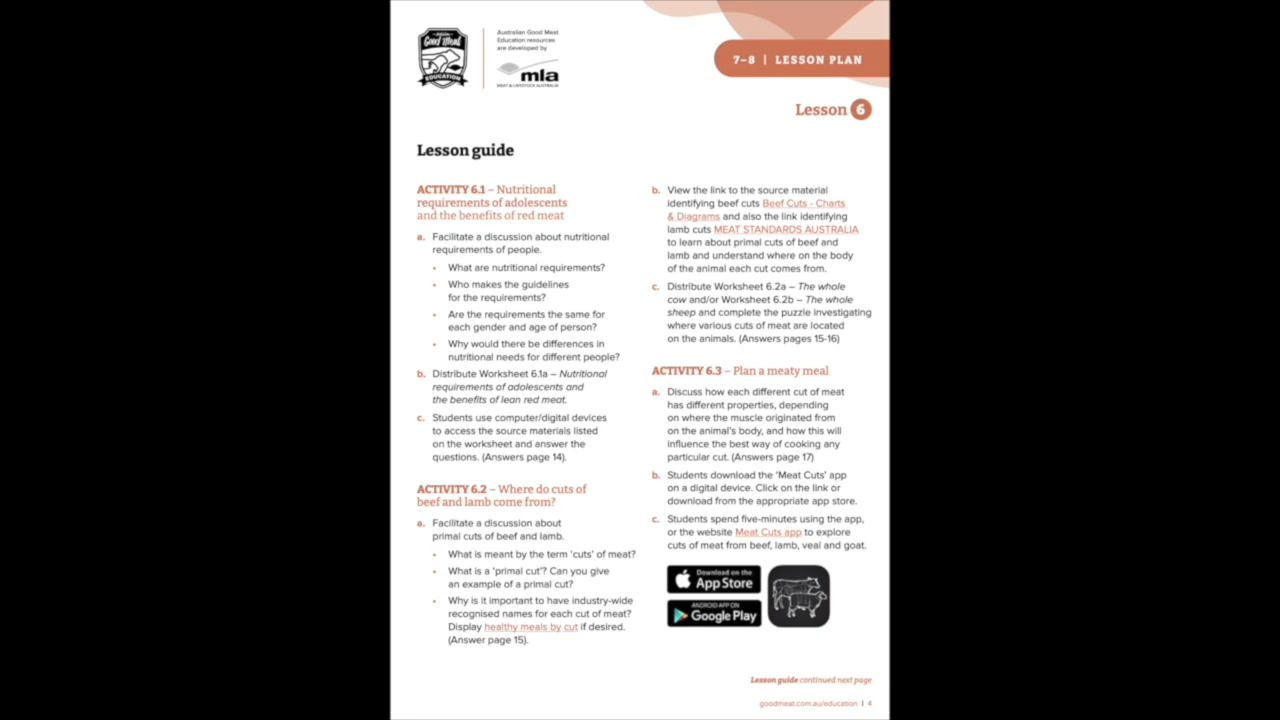 Australian
Good Meat
EDUCATION
Australian Good Meat
Education resources
are developed by
mla
MEAT & LIVESTOCK AUSTRALIA
7–8 | LESSON PLAN
Lesson 6
Lesson guide
ACTIVITY 6.1 – Nutritional
requirements of adolescents
and the benefits of red meat
a. Facilitate a discussion about nutritional
requirements of people.
• What are nutritional requirements?
• Who makes the guidelines
for the requirements?
• Are the requirements the same for
each gender and age of person?
• Why would there be differences in
nutritional needs for different people?
b. Distribute Worksheet 6.1a – Nutritional
requirements of adolescents and
the benefits of lean red meat.
c. Students use computer/digital devices
to access the source materials listed
on the worksheet and answer the
questions. (Answers page 14).
ACTIVITY 6.2 – Where do cuts of
beef and lamb come from?
a. Facilitate a discussion about
primal cuts of beef and lamb.
• What is meant by the term ‘cuts’ of meat?
• What is a ‘primal cut’? Can you give
an example of a primal cut?
• Why is it important to have industry-wide
recognised names for each cut of meat?
Display healthy meals by cut if desired.
(Answer page 15).
b. View the link to the source material
identifying beef cuts Beef Cuts - Charts
& Diagrams and also the link identifying
lamb cuts MEAT STANDARDS AUSTRALIA
to learn about primal cuts of beef and
lamb and understand where on the body
of the animal each cut comes from.
c. Distribute Worksheet 6.2a – The whole
cow and/or Worksheet 6.2b – The whole
sheep and complete the puzzle investigating
where various cuts of meat are located
on the animals. (Answers pages 15-16)
ACTIVITY 6.3 – Plan a meaty meal
a. Discuss how each different cut of meat
has different properties, depending
on where the muscle originated from
on the animal’s body, and how this will
influence the best way of cooking any
particular cut. (Answers page 17)
b. Students download the ‘Meat Cuts’ app
on a digital device. Click on the link or
download from the appropriate app store.
c. Students spend five-minutes using the app,
or the website Meat Cuts app to explore
cuts of meat from beef, lamb, veal and goat.
Download on the
App Store
ANDROID APP ON
Google Play
Lesson guide continued next page
goodmeat.com.au/education | 4